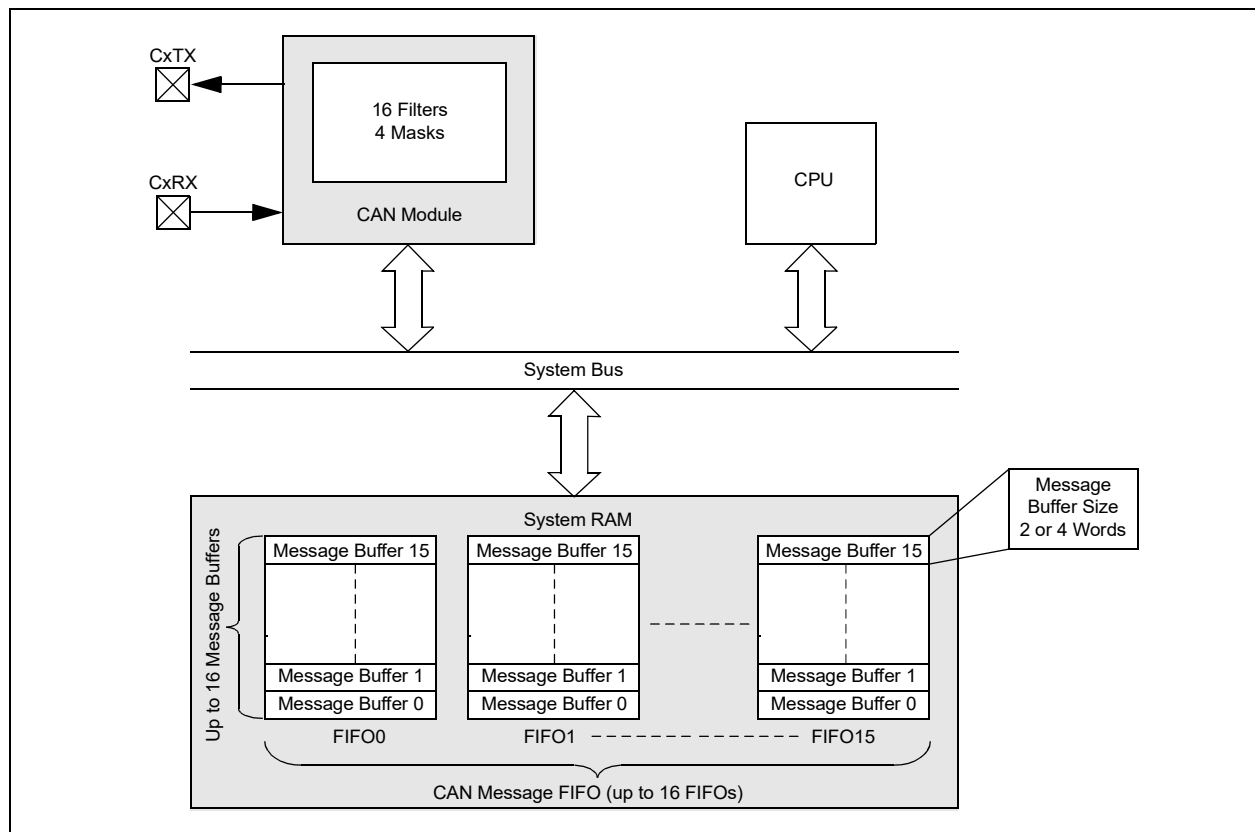 CxTX
16 Filters
4 Masks
CxRX
CAN Module
CPU
System Bus
Message
Buffer Size
2 or 4 Words
System RAM
Up to 16 Message Buffers
Message Buffer 15
Message Buffer 15
Message Buffer 15
Message Buffer 1
Message Buffer 1
Message Buffer 1
Message Buffer 0
Message Buffer 0
Message Buffer 0
FIFO0
FIFO1
FIFO15
CAN Message FIFO (up to 16 FIFOs)